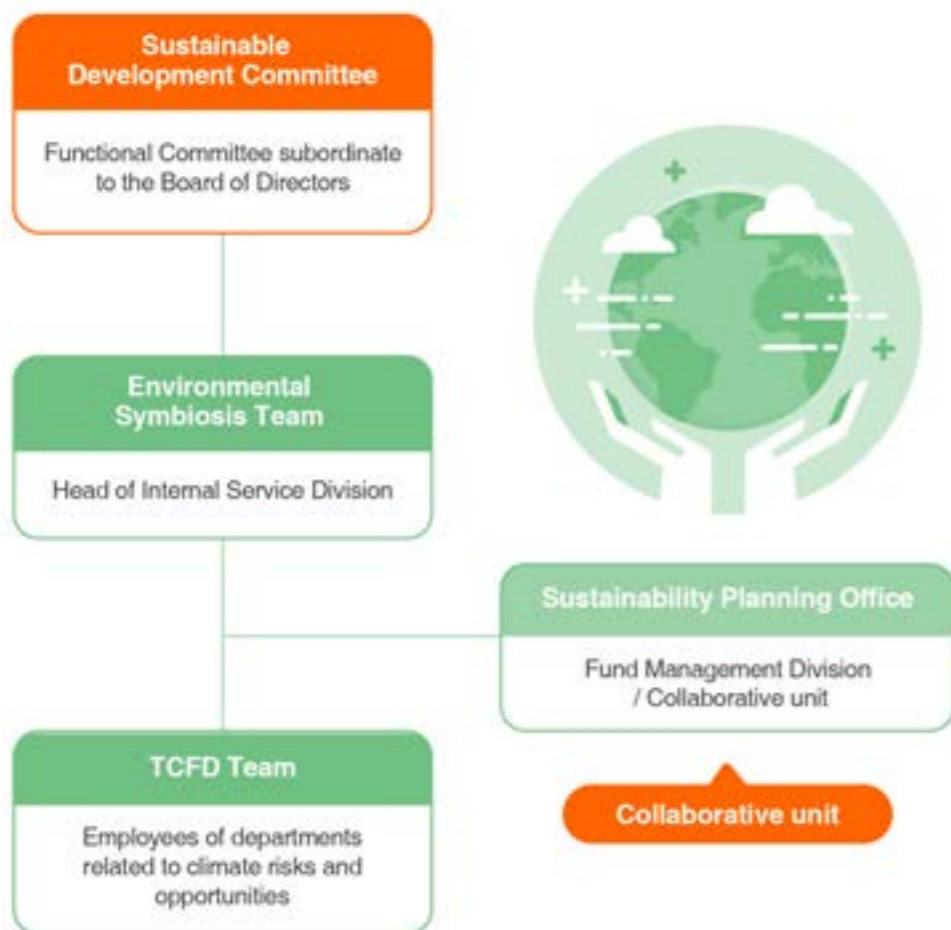 Sustainable
Development Committee
Functional Committee subordinate
to the Board of Directors
Environmental
Symbiosis Team
Head of Internal Service Division
Sustainability Planning Office
Fund Management Division
/ Collaborative unit
Collaborative unit
TCFD Team
Employees of departments
related to climate risks and
opportunities